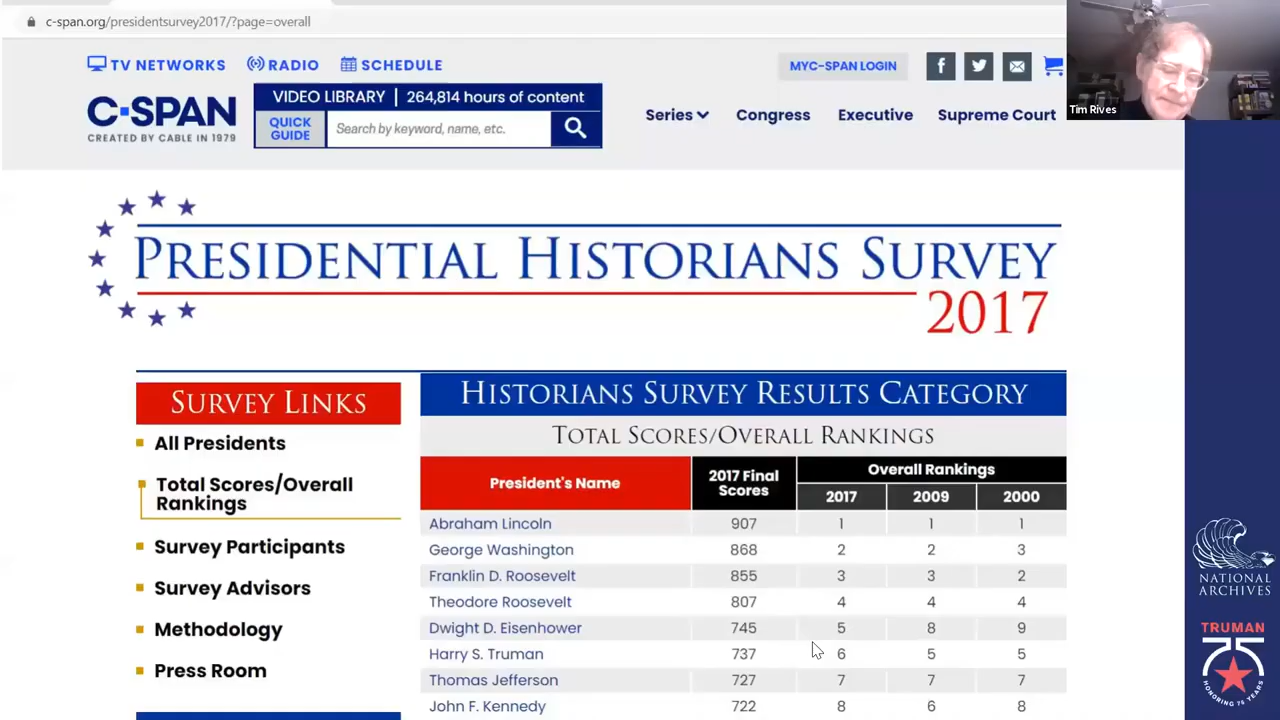 c-span.org/presidentsurvey2017/?page=overall
TV NETWORKS RADIO SCHEDULE
MYC-SPAN LOGIN
C-SPAN
CREATED BY CABLE IN 1979
VIDEO LIBRARY | 264,814 hours of content
QUICK GUIDE
Search by keyword, name, etc.
Series Congress Executive Supreme Court
Tim Rives
PRESIDENTIAL HISTORIANS SURVEY
2017
SURVEY LINKS
All Presidents
Total Scores/Overall
Rankings
Survey Participants
Survey Advisors
Methodology
Press Room
HISTORIANS SURVEY RESULTS CATEGORY
TOTAL SCORES/OVERALL RANKINGS
President's Name 2017 Final Scores Overall Rankings
2017 2009 2000
Abraham Lincoln 907 1 1 1
George Washington 868 2 2 3
Franklin D. Roosevelt 855 3 3 2
Theodore Roosevelt 807 4 4 4
Dwight D. Eisenhower 745 5 8 9
Harry S. Truman 737 6 5 5
Thomas Jefferson 727 7 7 7
John F. Kennedy 722 8 6 8
NATIONAL
ARCHIVES
TRUMAN
75
HONORING 75 YEARS